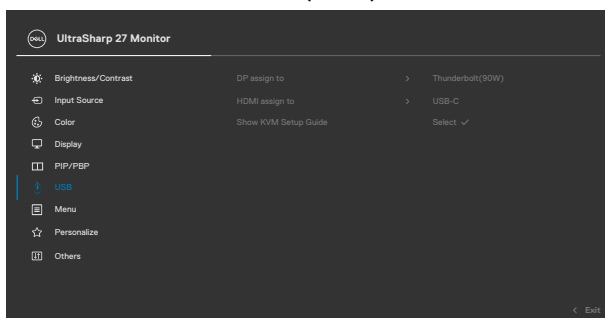 DELL UltraSharp 27 Monitor
Brightness/Contrast DP assign to > Thunderbolt(90W)
Input Source HDMI assign to > USB-C
Color Show KVM Setup Guide Select ✓
Display
PIP/PBP
USB
Menu
Personalize
Others
< Exit